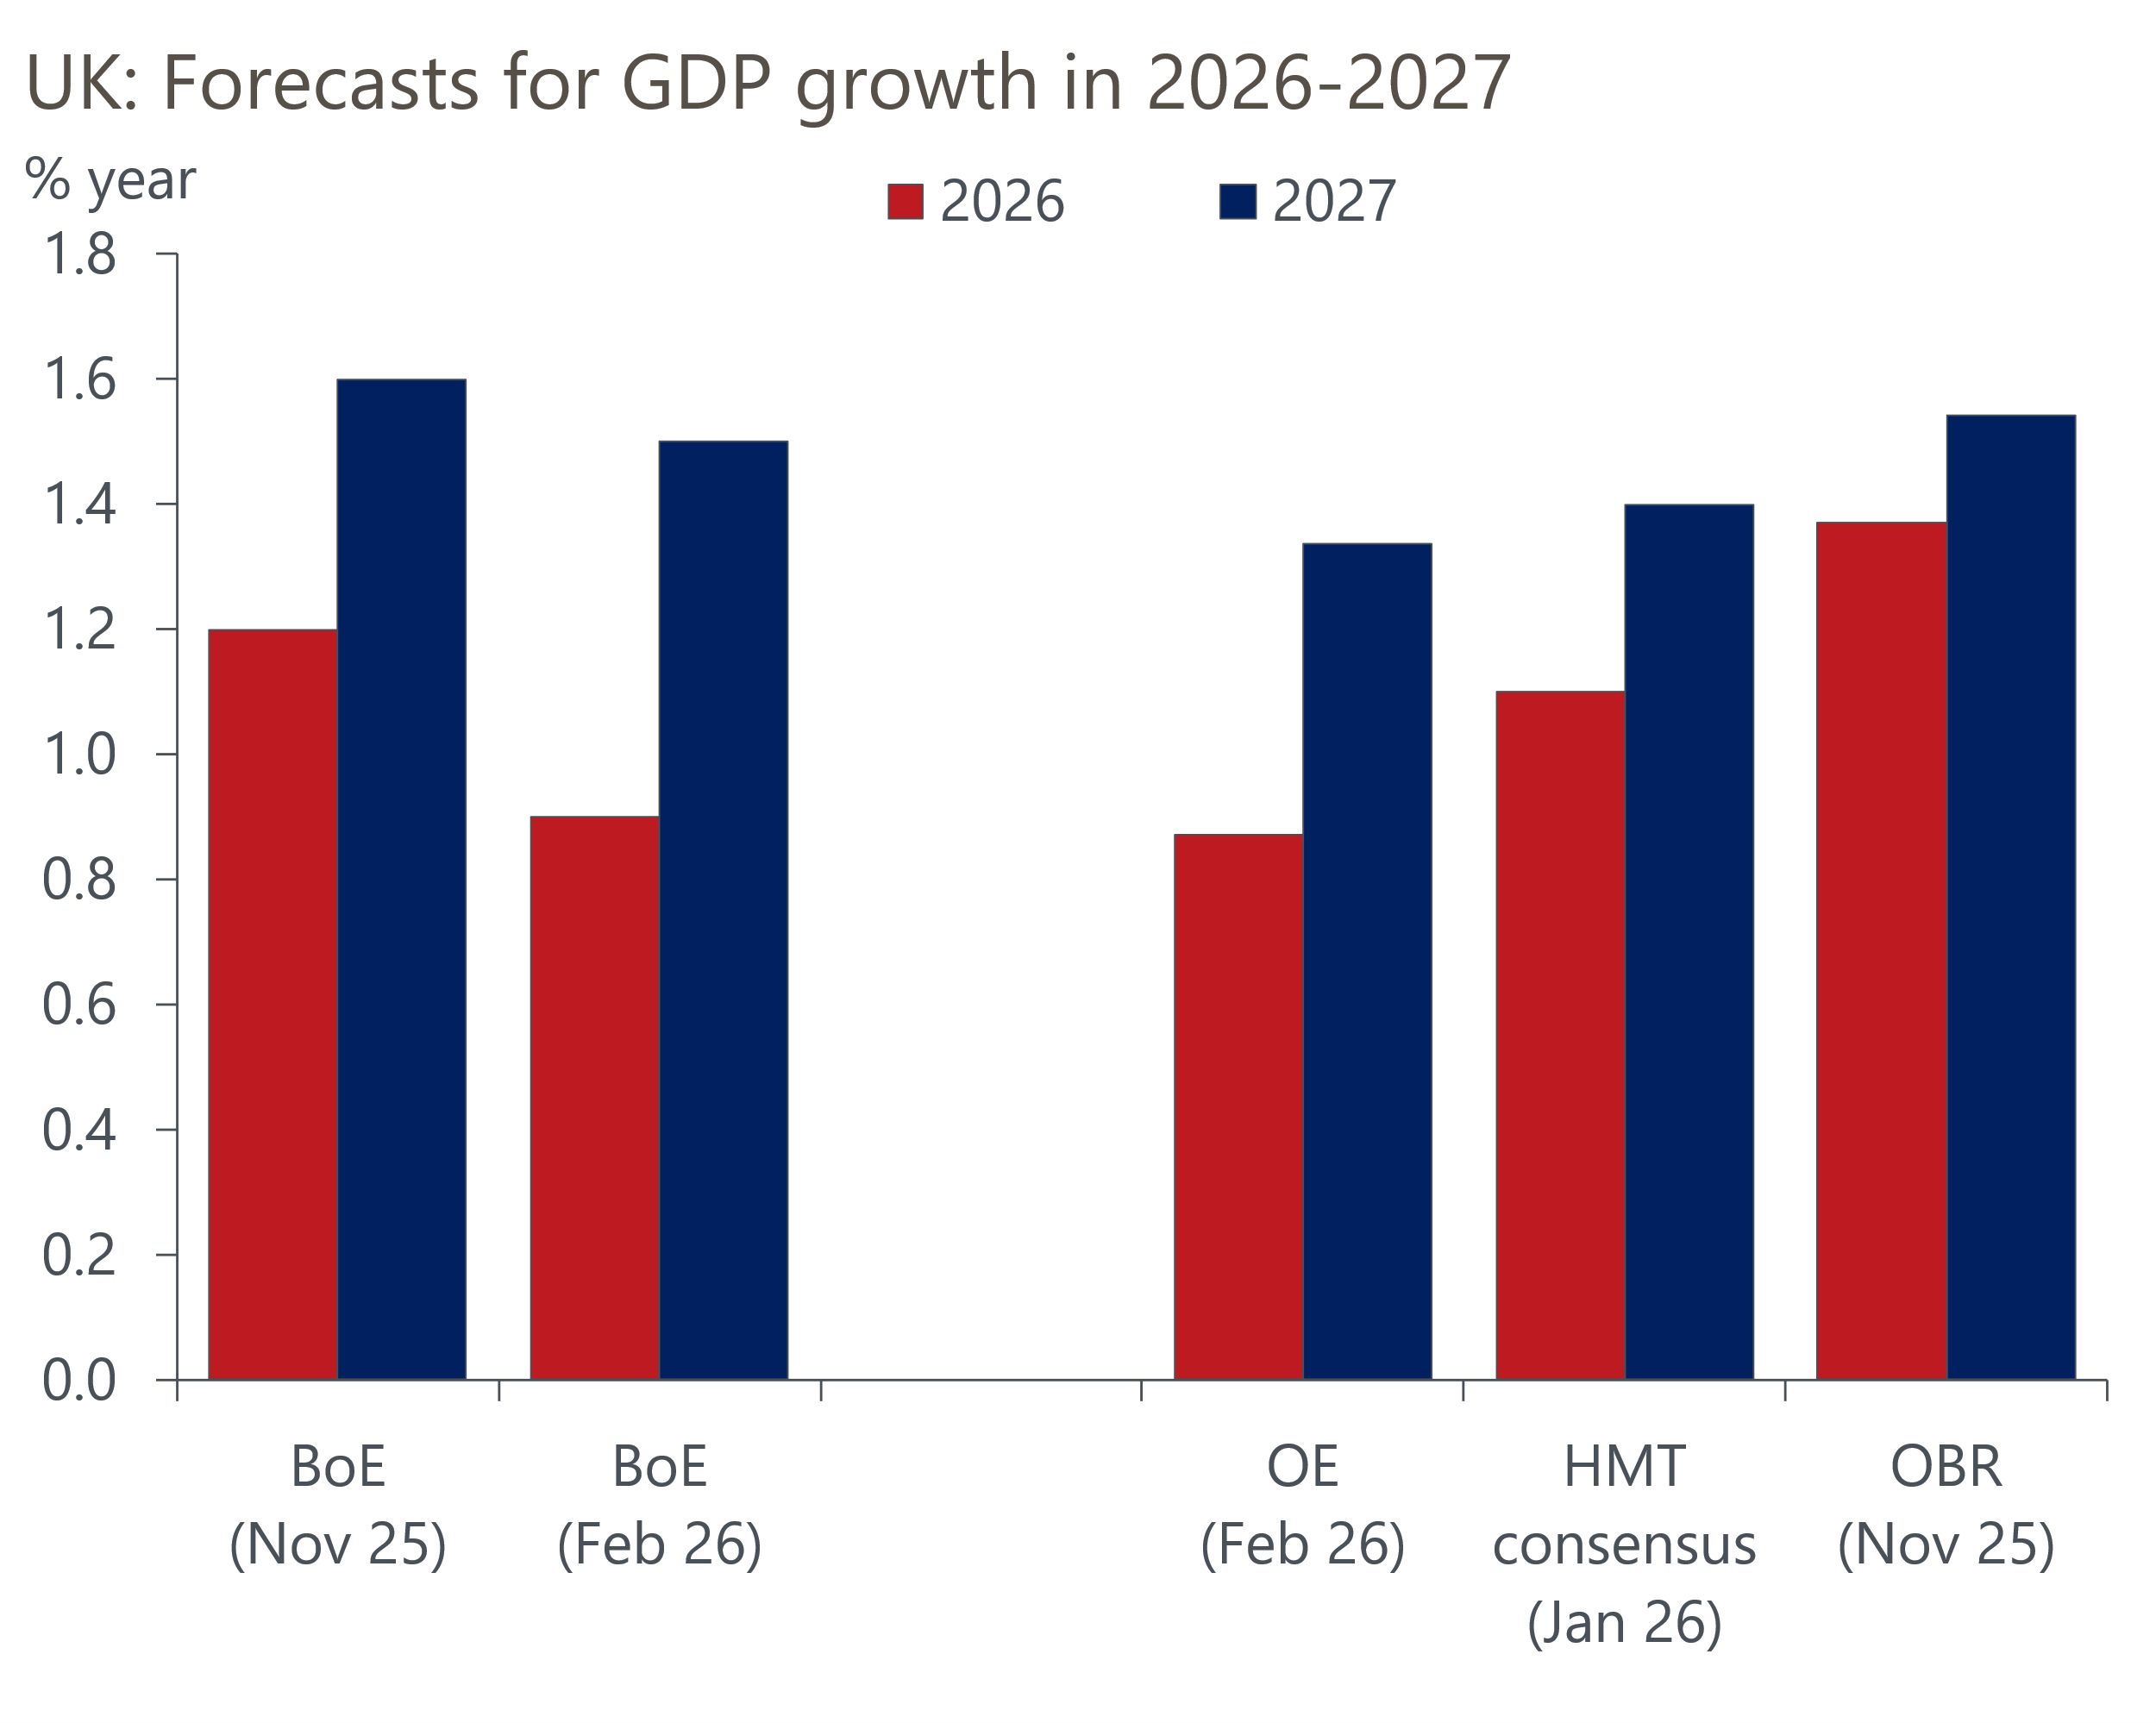 UK: Forecasts for GDP growth in 2026-2027
% year
2026 2027
1.8
1.6
1.4
1.2
1.0
0.8
0.6
0.4
0.2
0.0
BoE
(Nov 25)
BoE
(Feb 26)
OE
(Feb 26)
HMT
consensus
(Jan 26)
OBR
(Nov 25)